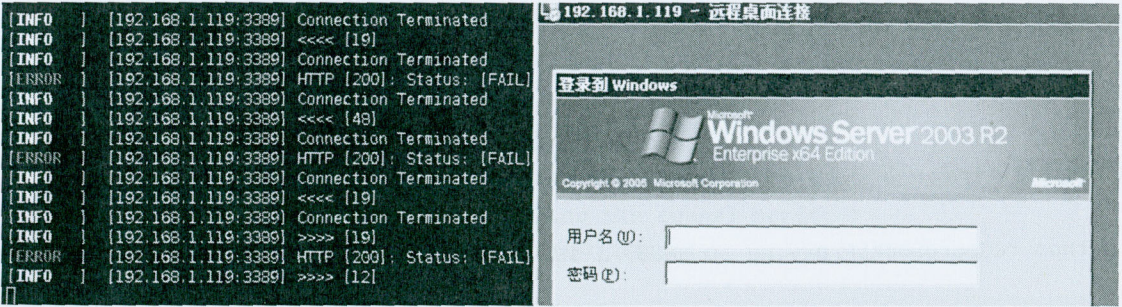 [INFO ] [192.168.1.119:3389] Connection Terminated
[INFO ] [192.168.1.119:3389] <<<< [19]
[INFO ] [192.168.1.119:3389] Connection Terminated
[ERROR ] [192.168.1.119:3389] HTTP [200]: Status: [FAIL]
[INFO ] [192.168.1.119:3389] Connection Terminated
[INFO ] [192.168.1.119:3389] <<<< [48]
[INFO ] [192.168.1.119:3389] Connection Terminated
[ERROR ] [192.168.1.119:3389] HTTP [200]: Status: [FAIL]
[INFO ] [192.168.1.119:3389] Connection Terminated
[INFO ] [192.168.1.119:3389] <<<< [19]
[INFO ] [192.168.1.119:3389] Connection Terminated
[INFO ] [192.168.1.119:3389] >>>> [19]
[ERROR ] [192.168.1.119:3389] HTTP [200]: Status: [FAIL]
[INFO ] [192.168.1.119:3389] >>>> [12]
192.168.1.119 - 远程桌面连接
登录到 Windows
Microsoft
Windows Server 2003 R2
Enterprise x64 Edition
Copyright © 2005 Microsoft Corporation
Microsoft
用户名(U):
密码(P):